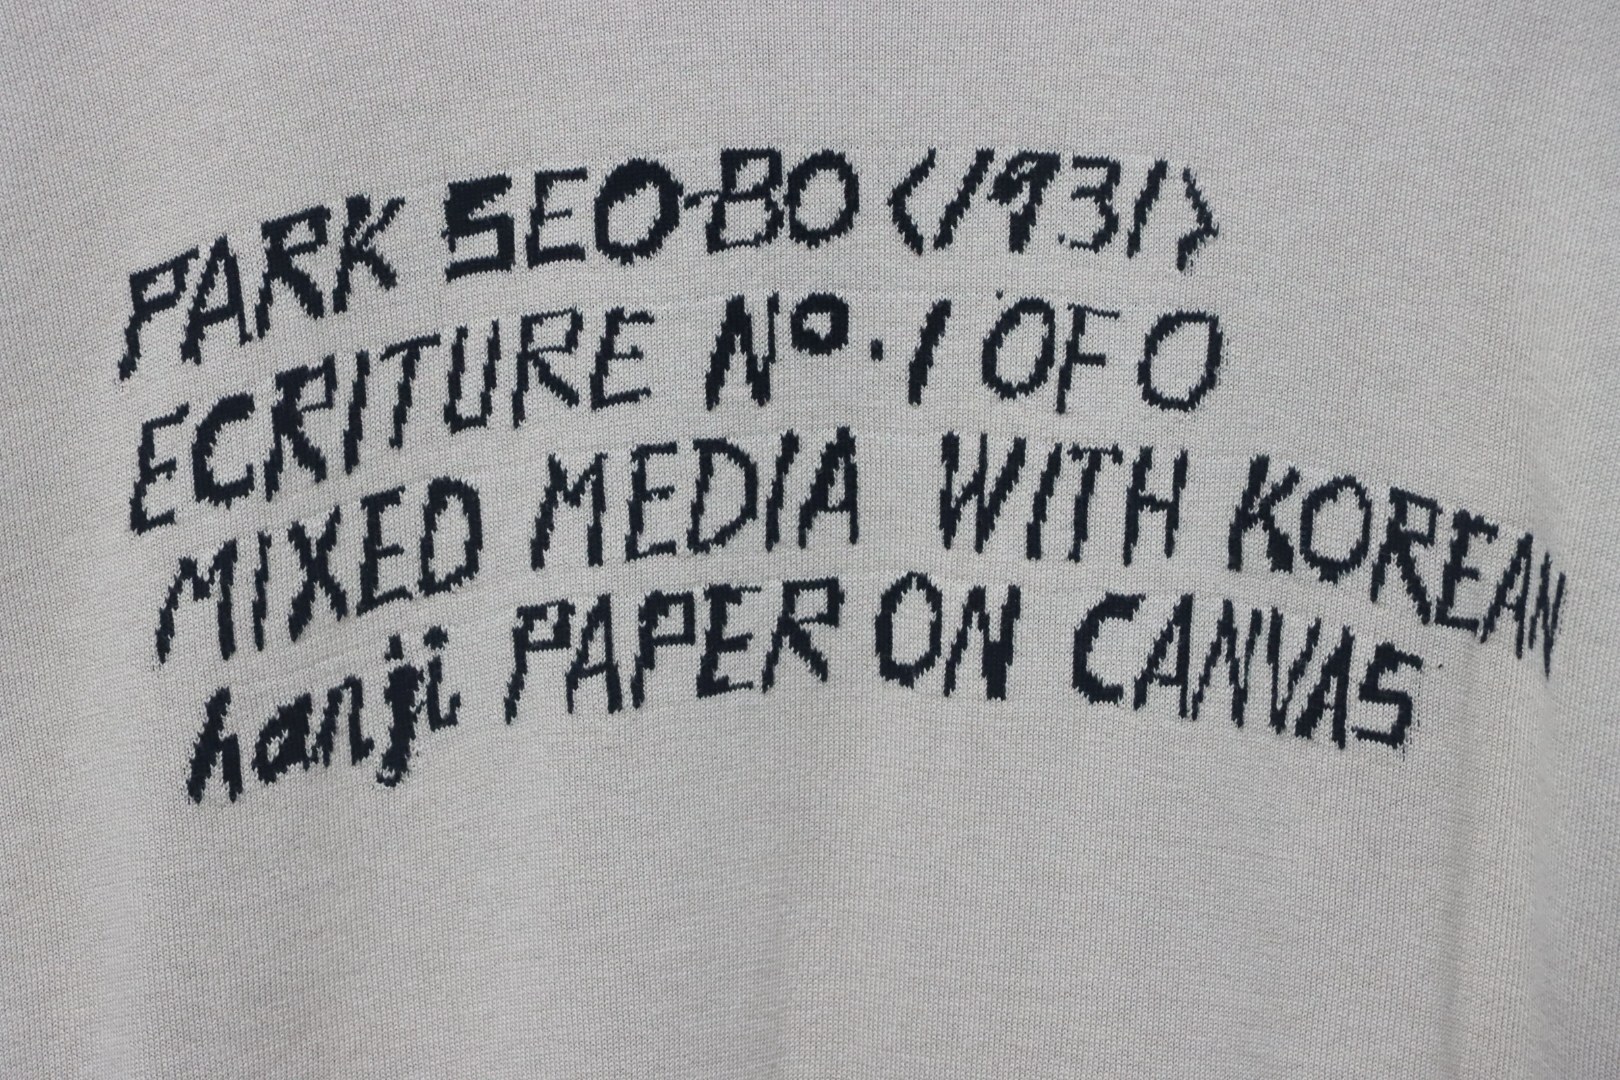 PARK SEO-BO <1931>
ECRITURE No.1 OF O
MIXED MEDIA WITH KOREAN
hanji PAPER ON CANVAS